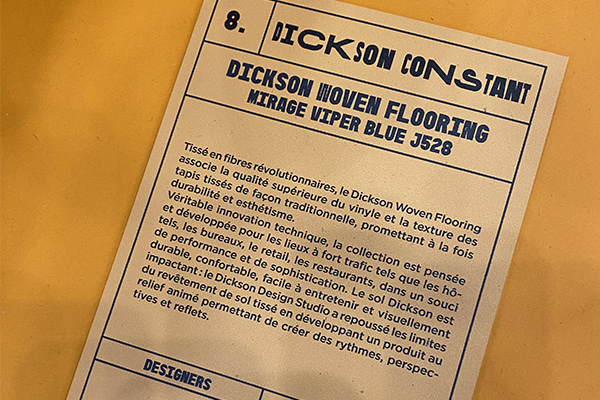 8. DICKSON CONSTANT
DICKSON WOVEN FLOORING
MIRAGE VIPER BLUE J528
Tissé en fibres révolutionnaires, le Dickson Woven Flooring
associe la qualité supérieure du vinyle et la texture des
tapis tissés de façon traditionnelle, promettant à la fois
durabilité et esthétisme.
Véritable innovation technique, la collection est pensée
et développée pour les lieux à fort trafic tels que les hô-
tels, les bureaux, le retail, les restaurants, dans un souci
de performance et de sophistication. Le sol Dickson est
durable, confortable, facile à entretenir et visuellement
impactant : le Dickson Design Studio a repoussé les limites
du revêtement de sol tissé en développant un produit au
relief animé permettant de créer des rythmes, perspec-
tives et reflets.
DESIGNERS